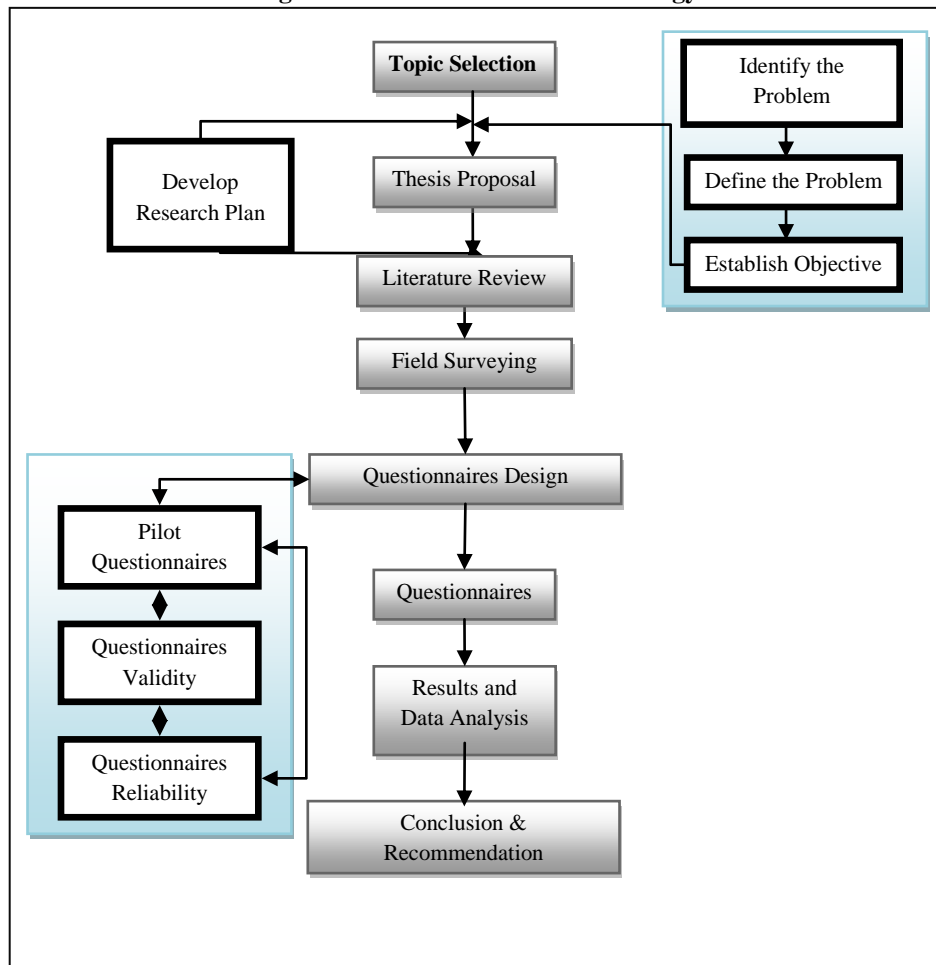 Topic Selection
Identify the
Problem
Develop
Research Plan
Thesis Proposal
Define the Problem
Establish Objective
Literature Review
Field Surveying
Questionnaires Design
Pilot
Questionnaires
Questionnaires
Questionnaires
Validity
Results and
Data Analysis
Questionnaires
Reliability
Conclusion &
Recommendation